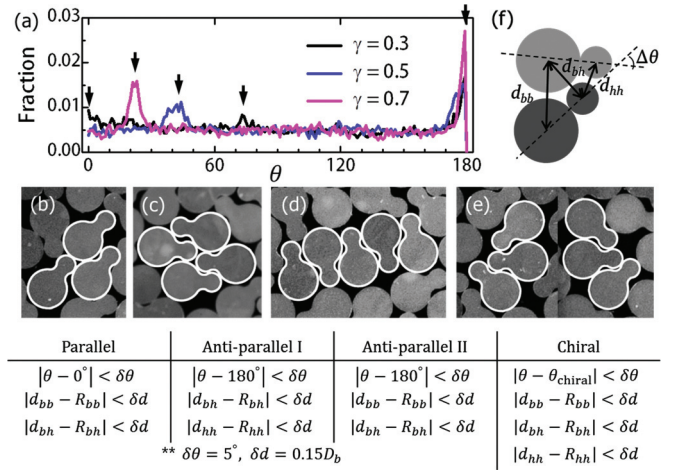 (a)
0.03
0.02
0.01
0.00
Fraction
γ = 0.3
γ = 0.5
γ = 0.7
0 60 120 180
θ
(f)
d_bh
Δθ
d_bb
d_hh
(b) (c) (d) (e)
Parallel Anti-parallel I Anti-parallel II Chiral
|θ − 0°| < δθ |θ − 180°| < δθ |θ − 180°| < δθ |θ − θ_chiral| < δθ
|d_bb − R_bb| < δd |d_bh − R_bh| < δd |d_bb − R_bb| < δd |d_bb − R_bb| < δd
|d_bh − R_bh| < δd |d_hh − R_hh| < δd |d_bh − R_bh| < δd |d_bh − R_bh| < δd
** δθ = 5°, δd = 0.15D_b |d_hh − R_hh| < δd